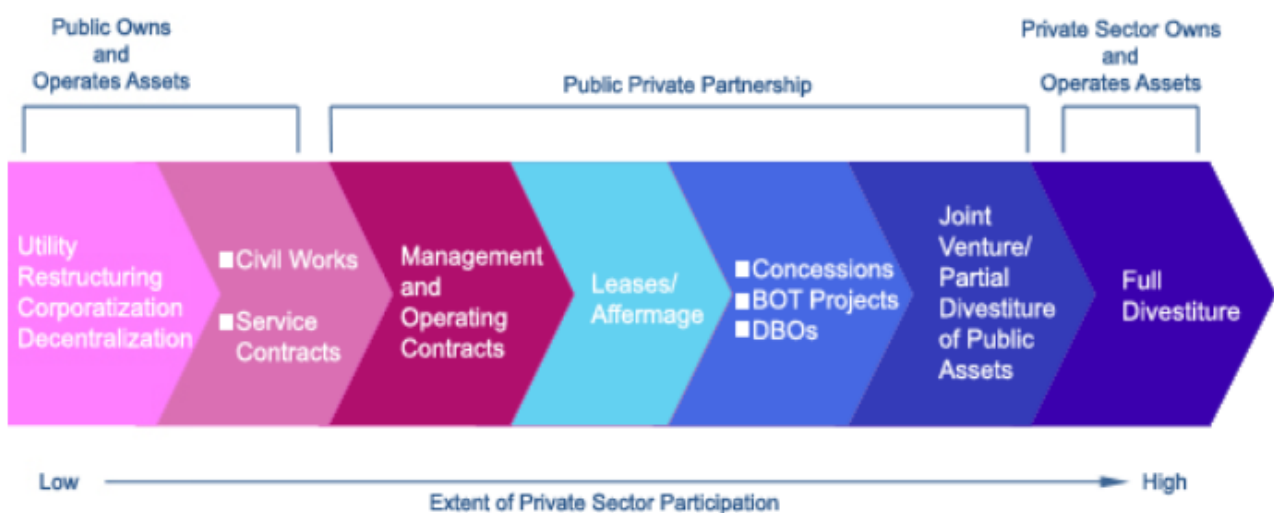 Public Owns
and
Operates Assets
Public Private Partnership
Private Sector Owns
and
Operates Assets
Utility
Restructuring
Corporatization
Decentralization
■Civil Works
■Service
Contracts
Management
and
Operating
Contracts
Leases/
Affermage
■Concessions
■BOT Projects
■DBOs
Joint
Venture/
Partial
Divestiture
of Public
Assets
Full
Divestiture
Low
Extent of Private Sector Participation
High